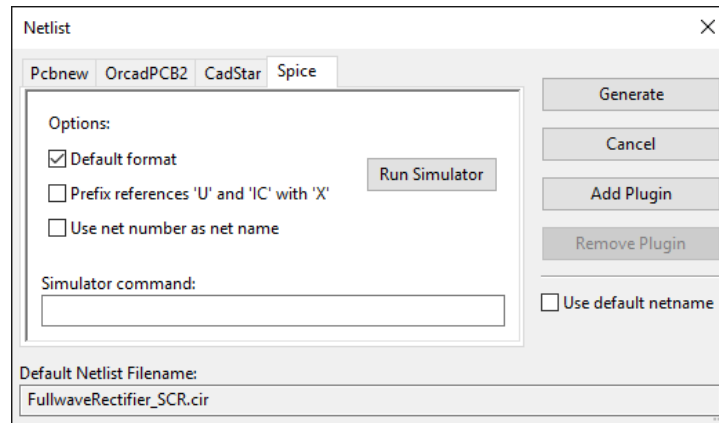 Netlist
Pcbnew OrcadPCB2 CadStar Spice
Options:
Default format
Prefix references 'U' and 'IC' with 'X'
Use net number as net name
Run Simulator
Simulator command:
Generate
Cancel
Add Plugin
Remove Plugin
Use default netname
Default Netlist Filename:
FullwaveRectifier_SCR.cir